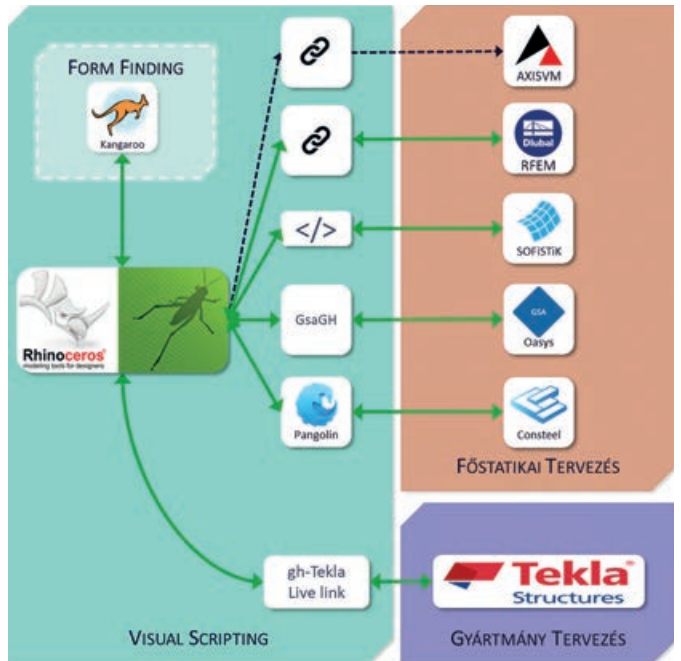 FORM FINDING
Kangaroo
AXISVM
Dlubal
RFEM
</>
SOFiSTiK
Rhinoceros®
modeling tools for designers
GsaGH
GSA
Oasys
Pangolin
Consteel
FŐSTATIKAI TERVEZÉS
gh-Tekla
Live link
Tekla®
Structures
VISUAL SCRIPTING
GYÁRTMÁNY TERVEZÉS